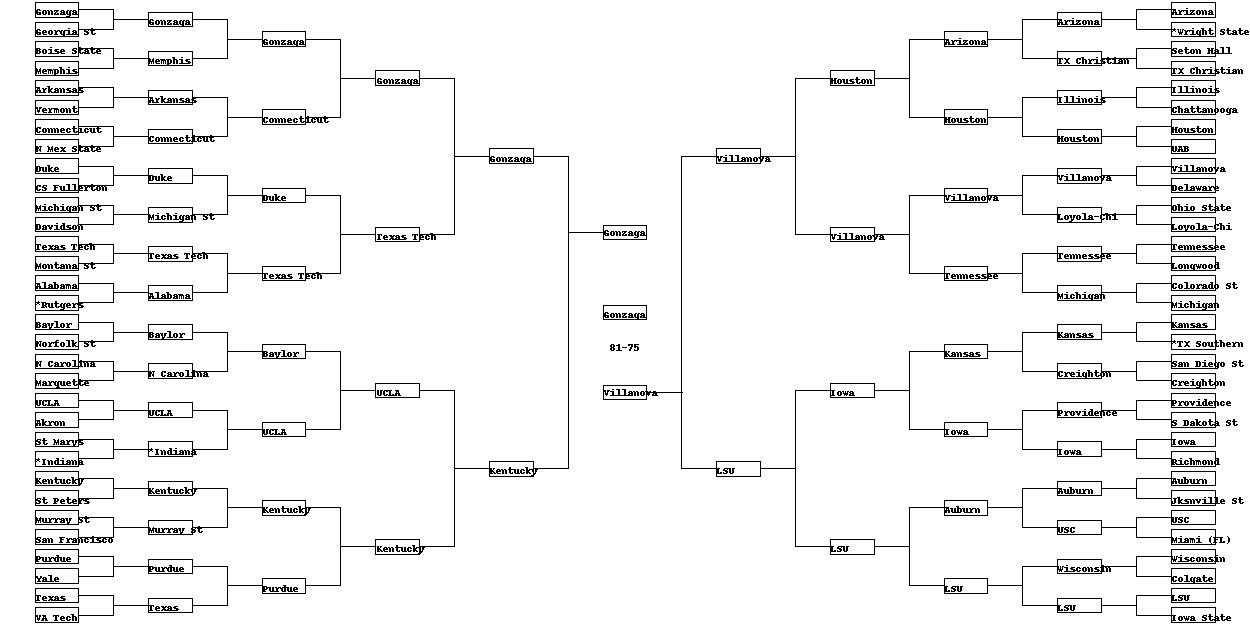 Gonzaga
Georgia St
Boise State
Memphis
Arkansas
Vermont
Connecticut
N Mex State
Duke
CS Fullerton
Michigan St
Davidson
Texas Tech
Montana St
Alabama
*Rutgers
Baylor
Norfolk St
N Carolina
Marquette
UCLA
Akron
St Marys
*Indiana
Kentucky
St Peters
Murray St
San Francisco
Purdue
Yale
Texas
VA Tech
Gonzaga
Memphis
Arkansas
Connecticut
Duke
Michigan St
Texas Tech
Alabama
Baylor
N Carolina
UCLA
*Indiana
Kentucky
Murray St
Purdue
Texas
Gonzaga
Connecticut
Duke
Texas Tech
Baylor
UCLA
Kentucky
Purdue
Gonzaga
Texas Tech
UCLA
Kentucky
Gonzaga
Kentucky
Gonzaga
Gonzaga
81-75
Villanova
Villanova
LSU
Houston
Villanova
Iowa
LSU
Arizona
Houston
Villanova
Tennessee
Kansas
Iowa
Auburn
LSU
Arizona
TX Christian
Illinois
Houston
Villanova
Loyola-Chi
Tennessee
Michigan
Kansas
Creighton
Providence
Iowa
Auburn
USC
Wisconsin
LSU
Arizona
*Wright State
Seton Hall
TX Christian
Illinois
Chattanooga
Houston
UAB
Villanova
Delaware
Ohio State
Loyola-Chi
Tennessee
Longwood
Colorado St
Michigan
Kansas
*TX Southern
San Diego St
Creighton
Providence
S Dakota St
Iowa
Richmond
Auburn
Jksnville St
USC
Miami (FL)
Wisconsin
Colgate
LSU
Iowa State